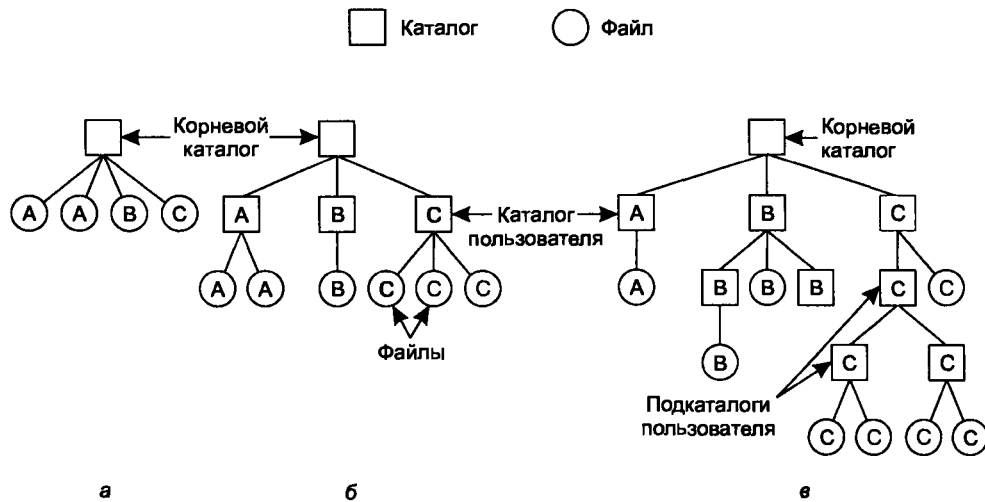 Каталог Файл
Корневой
каталог
Корневой
каталог
A A B C
A B C
Каталог
пользователя
A B C
A A B C C C
A B B B C C
Файлы
B C C
Подкаталоги
пользователя
C C C C
а б в